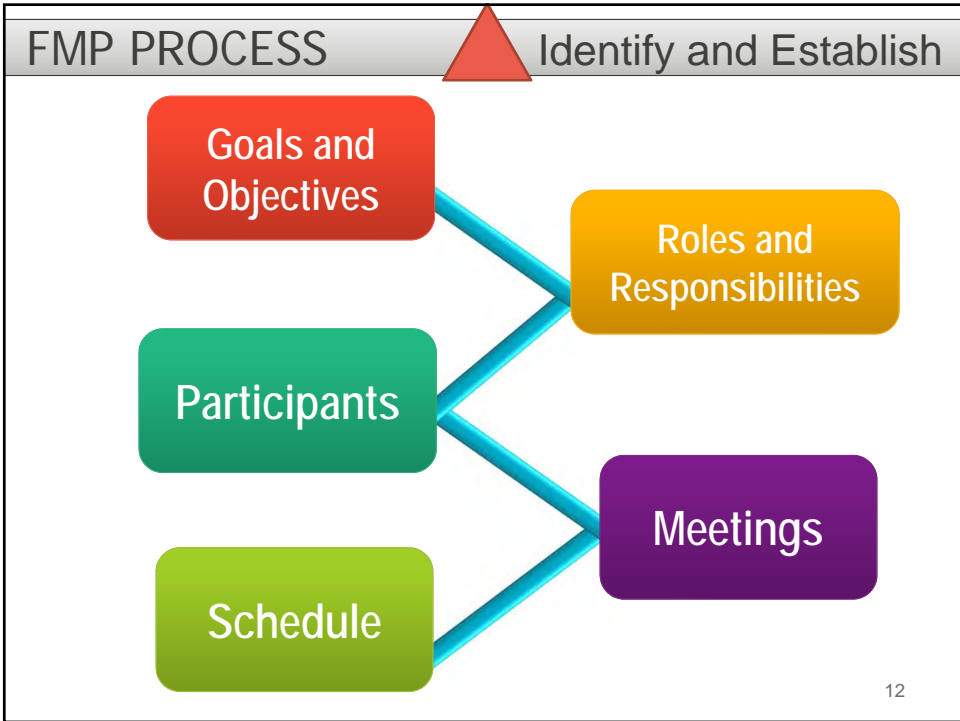 FMP PROCESS
Identify and Establish
Goals and
Objectives
Roles and
Responsibilities
Participants
Meetings
Schedule
12